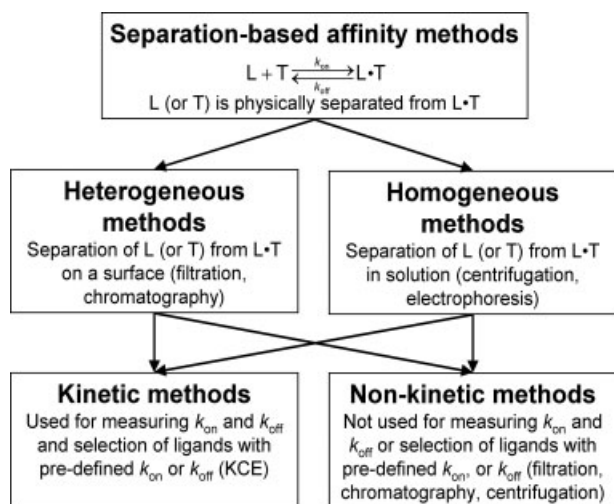 Separation-based affinity methods
kon
L + T ⇌ L•T
koff
L (or T) is physically separated from L•T
Heterogeneous
methods
Separation of L (or T) from L•T
on a surface (filtration,
chromatography)
Homogeneous
methods
Separation of L (or T) from L•T
in solution (centrifugation,
electrophoresis)
Kinetic methods
Used for measuring kon and koff
and selection of ligands with
pre-defined kon or koff (KCE)
Non-kinetic methods
Not used for measuring kon and
koff or selection of ligands with
pre-defined kon, or koff (filtration,
chromatography, centrifugation)